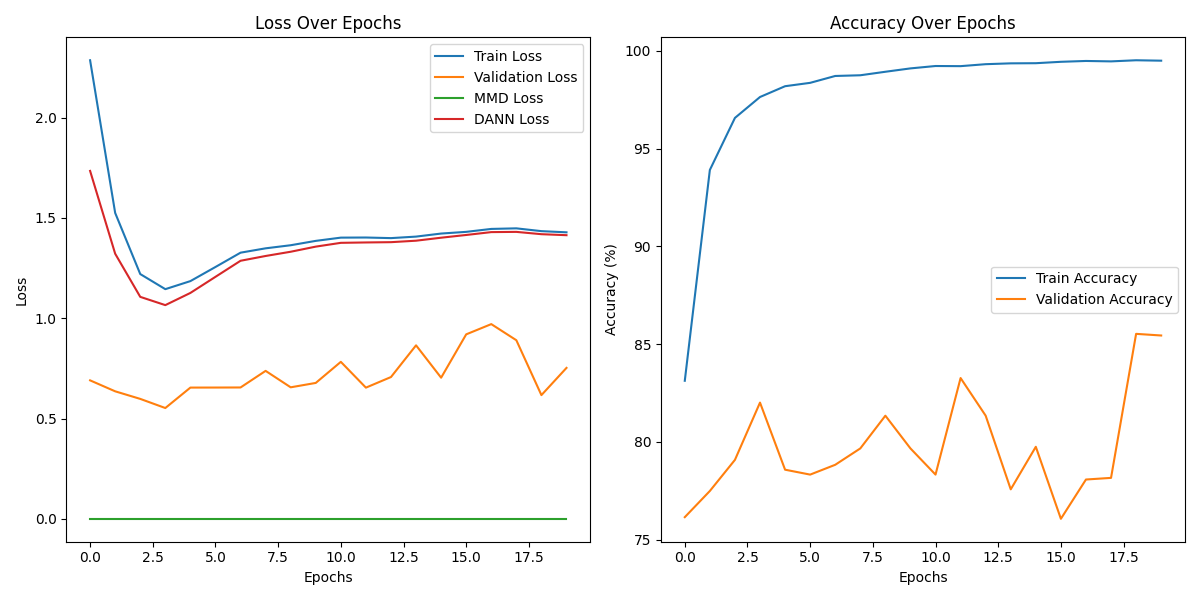 Loss Over Epochs
Train Loss
Validation Loss
MMD Loss
DANN Loss
2.0
1.5
1.0
0.5
0.0
Loss
0.0 2.5 5.0 7.5 10.0 12.5 15.0 17.5
Epochs
Accuracy Over Epochs
Train Accuracy
Validation Accuracy
100
95
90
85
80
75
Accuracy (%)
0.0 2.5 5.0 7.5 10.0 12.5 15.0 17.5
Epochs